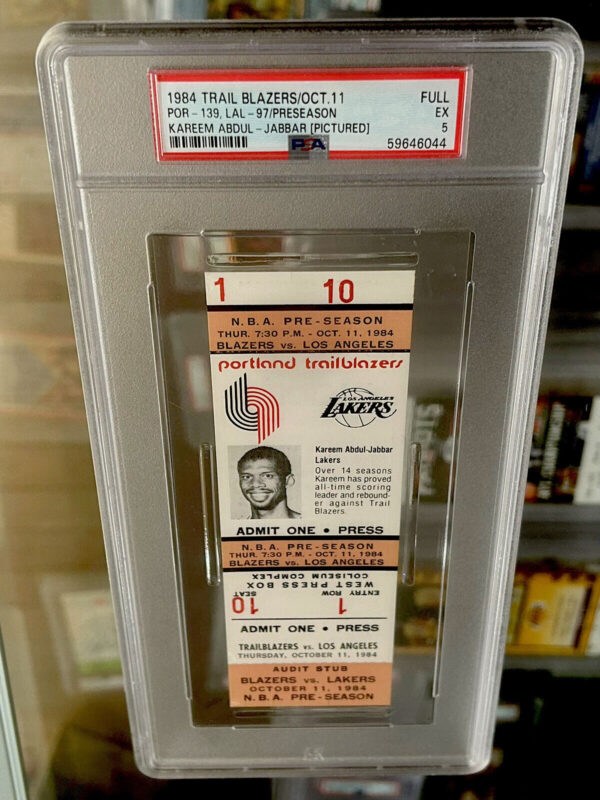 1984 TRAIL BLAZERS/OCT.11 FULL
POR - 139, LAL - 97/PRESEASON EX
KAREEM ABDUL - JABBAR [PICTURED] 5
PSA 59646044
1 10
N.B.A. PRE-SEASON
THUR. 7:30 P.M. - OCT. 11, 1984
BLAZERS vs. LOS ANGELES
portland trailblazers
LOS ANGELES
LAKERS
Kareem Abdul-Jabbar
Lakers
Over 14 seasons
Kareem has proved
all-time scoring
leader and rebound-
er against Trail
Blazers.
ADMIT ONE • PRESS
N.B.A. PRE-SEASON
THUR. 7:30 P.M. - OCT. 11, 1984
BLAZERS vs. LOS ANGELES
COLISEUM COMPLEX
WEST PRESS BOX
ENTRY ROW SEAT
1 10
ADMIT ONE • PRESS
TRAILBLAZERS vs. LOS ANGELES
THURSDAY, OCTOBER 11, 1984
AUDIT STUB
BLAZERS vs. LAKERS
OCTOBER 11, 1984
N.B.A. PRE-SEASON